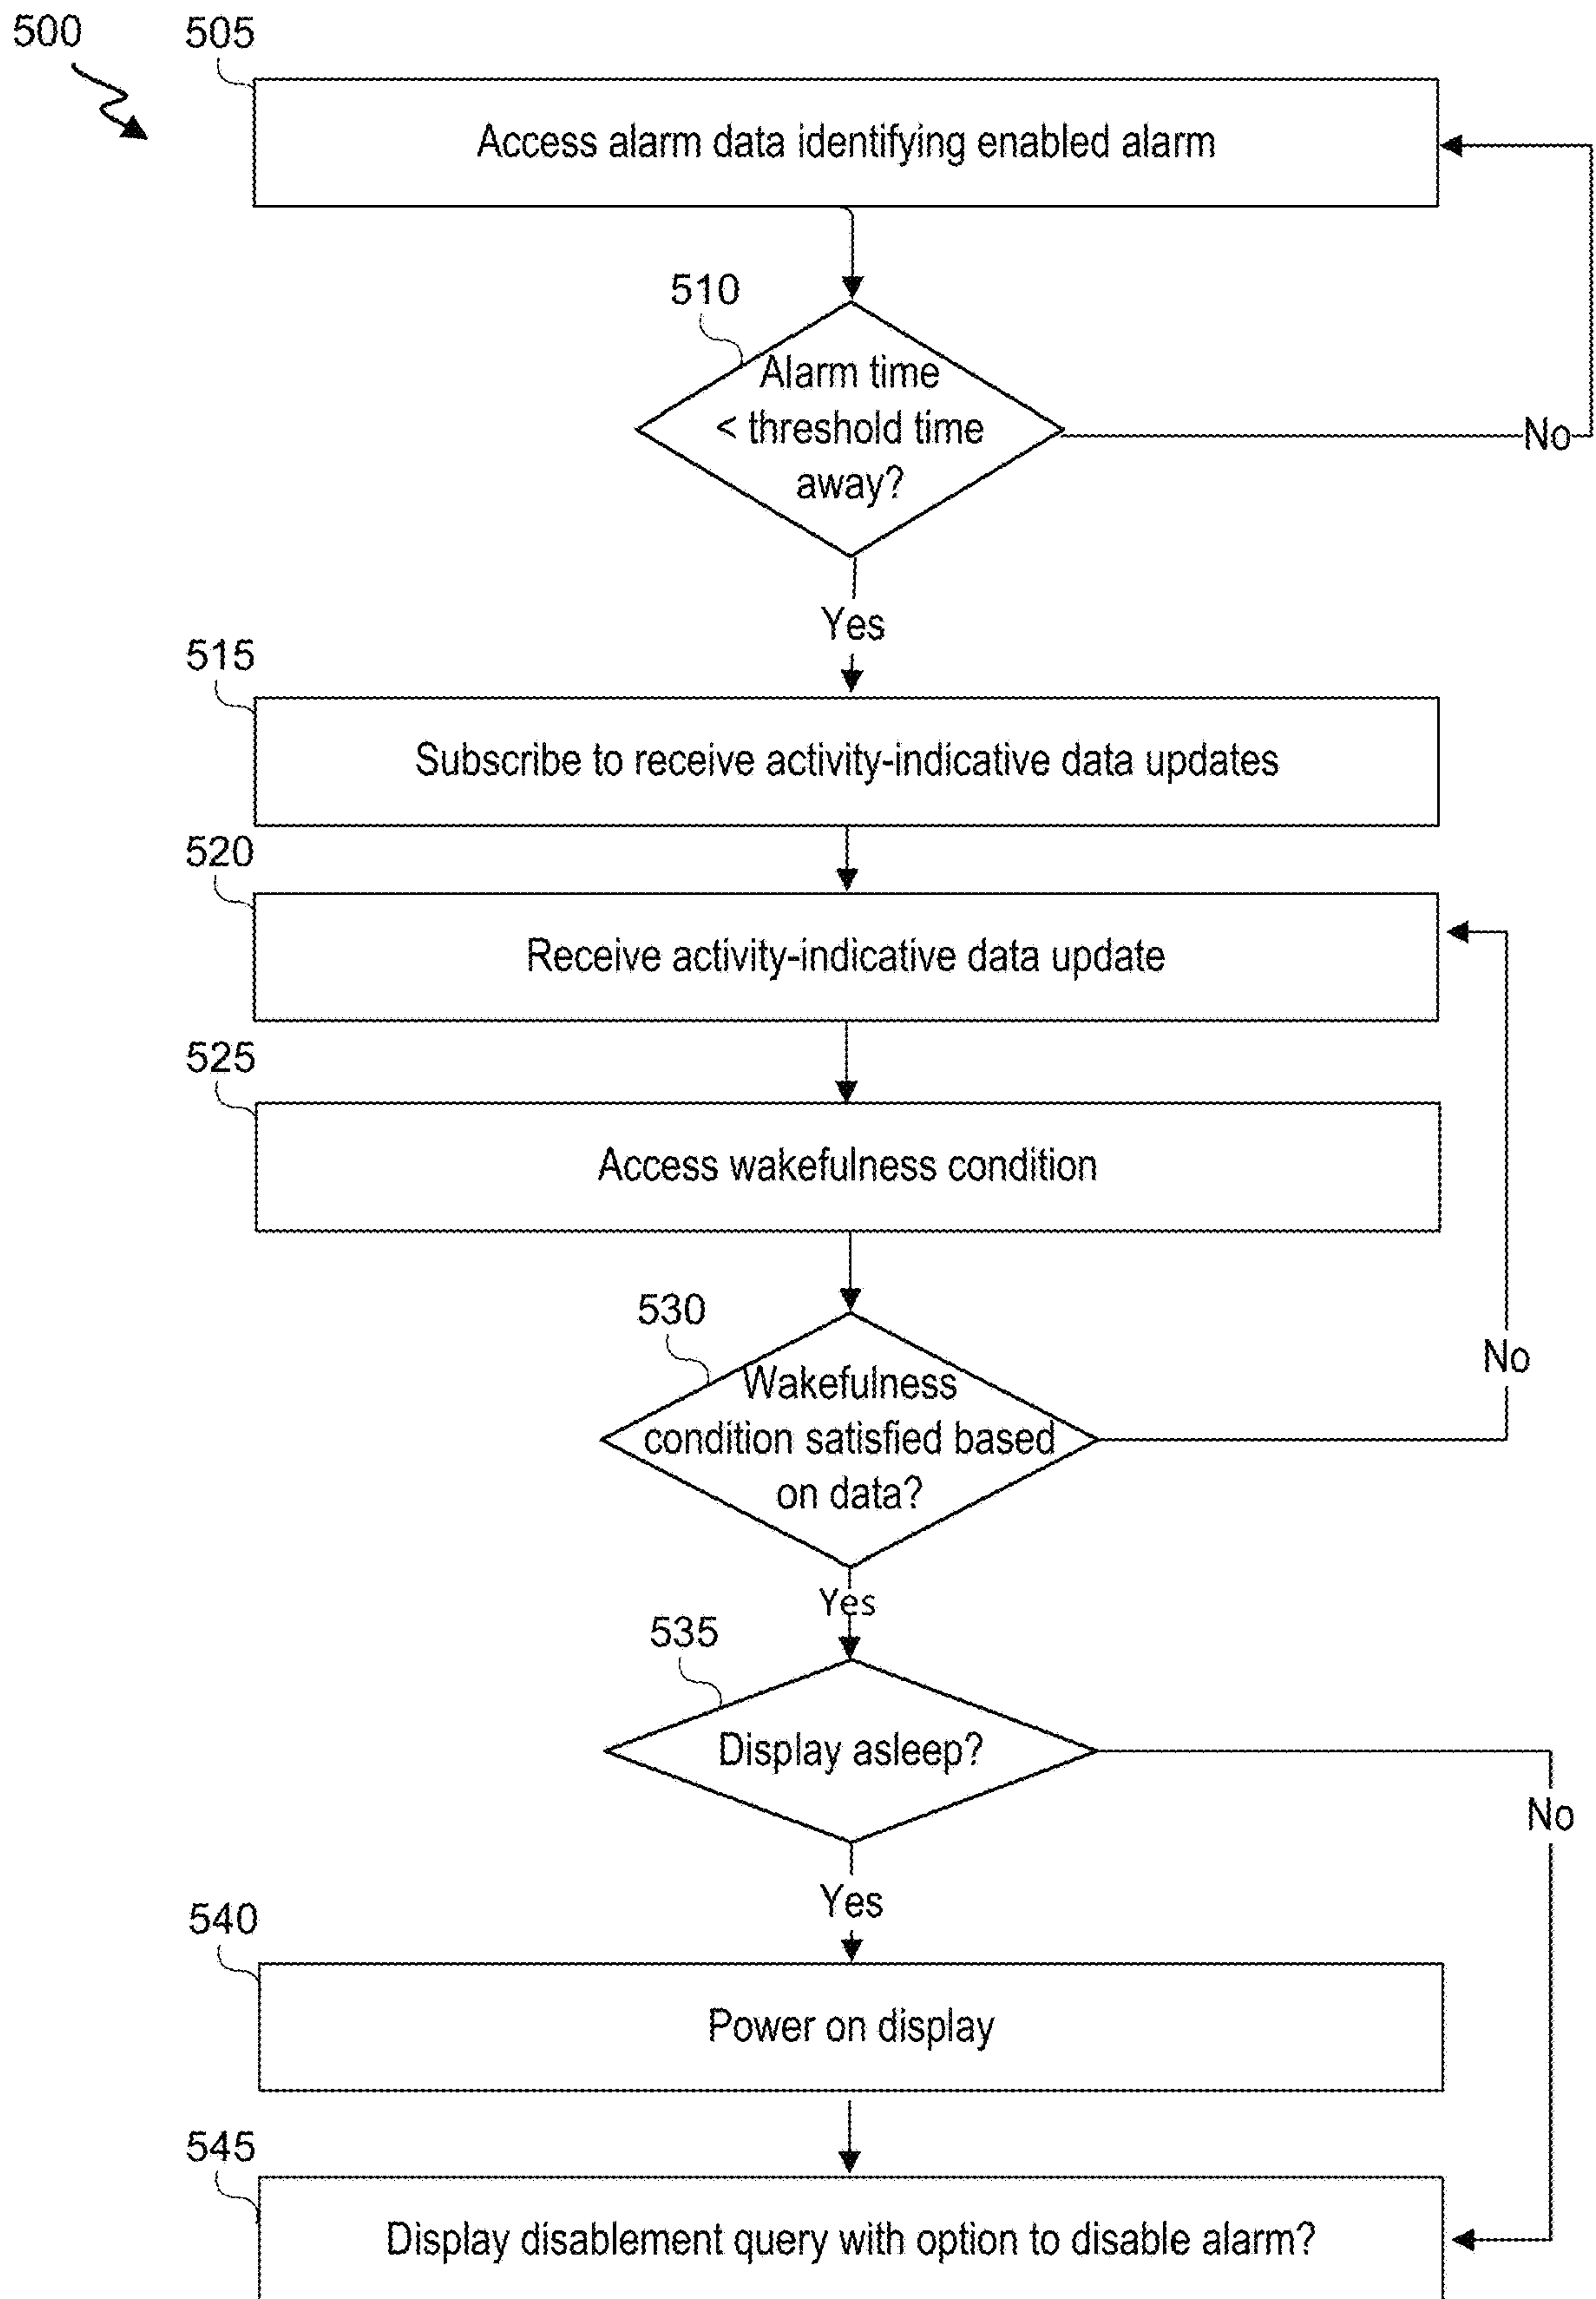 500
505
Access alarm data identifying enabled alarm
510
Alarm time
< threshold time
away?
No
Yes
515
Subscribe to receive activity-indicative data updates
520
Receive activity-indicative data update
525
Access wakefulness condition
530
Wakefulness
condition satisfied based
on data?
No
Yes
535
Display asleep?
No
Yes
540
Power on display
545
Display disablement query with option to disable alarm?